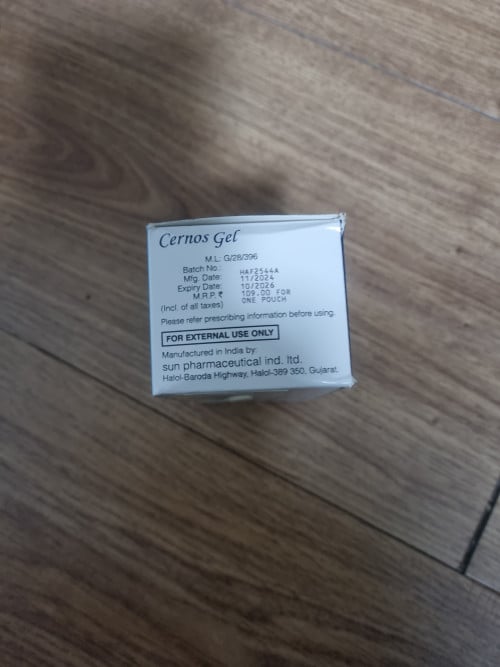 Cernos Gel
M.L: G/28/396
Batch No.: HAF2544A
Mfg. Date: 11/2024
Expiry Date: 10/2026
M.R.P. ₹ 109.00 FOR
(Incl. of all taxes) ONE POUCH
Please refer prescribing information before using.
FOR EXTERNAL USE ONLY
Manufactured in India by:
sun pharmaceutical ind. ltd.
Halol-Baroda Highway, Halol-389 350, Gujarat.